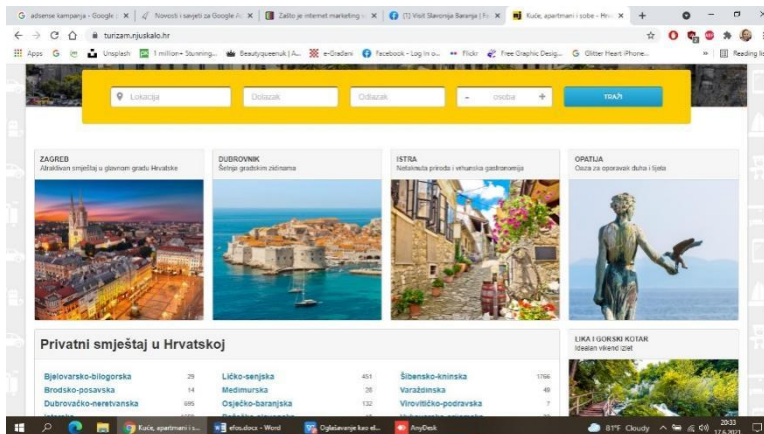 adsense kampanja - Google
Novosti i savjeti za Google A
Zašto je internet marketing
(1) Visit Slavonija Baranja | F
Kuće, apartmani i sobe - Hrv
turizam.njuskalo.hr
Apps
Unsplash
1 million+ Stunning...
Beautyqueenuk | A...
e-Građani
Facebook - Log In o...
Flickr
Free Graphic Desig...
Glitter Heart iPhone...
»
Reading lis
Lokacija
Dolazak
Odlazak
- osoba +
TRAŽI
ZAGREB
Atraktivan smještaj u glavnom gradu Hrvatske
DUBROVNIK
Šetnja gradskim zidinama
ISTRA
Netaknuta priroda i vrhunska gastronomija
OPATIJA
Oaza za oporavak duha i tijela
Privatni smještaj u Hrvatskoj
Bjelovarsko-bilogorska 29
Brodsko-posavska 14
Dubrovačko-neretvanska 595
Ličko-senjska 451
Međimurska 28
Osječko-baranjska 132
Šibensko-kninska 1766
Varaždinska 49
Virovitičko-podravska 7
LIKA I GORSKI KOTAR
Idealan vikend izlet
Kuće, apartmani i s...
efos.docx - Word
Oglašavanje kao el...
AnyDesk
81°F Cloudy
20:33
17.6.2021.